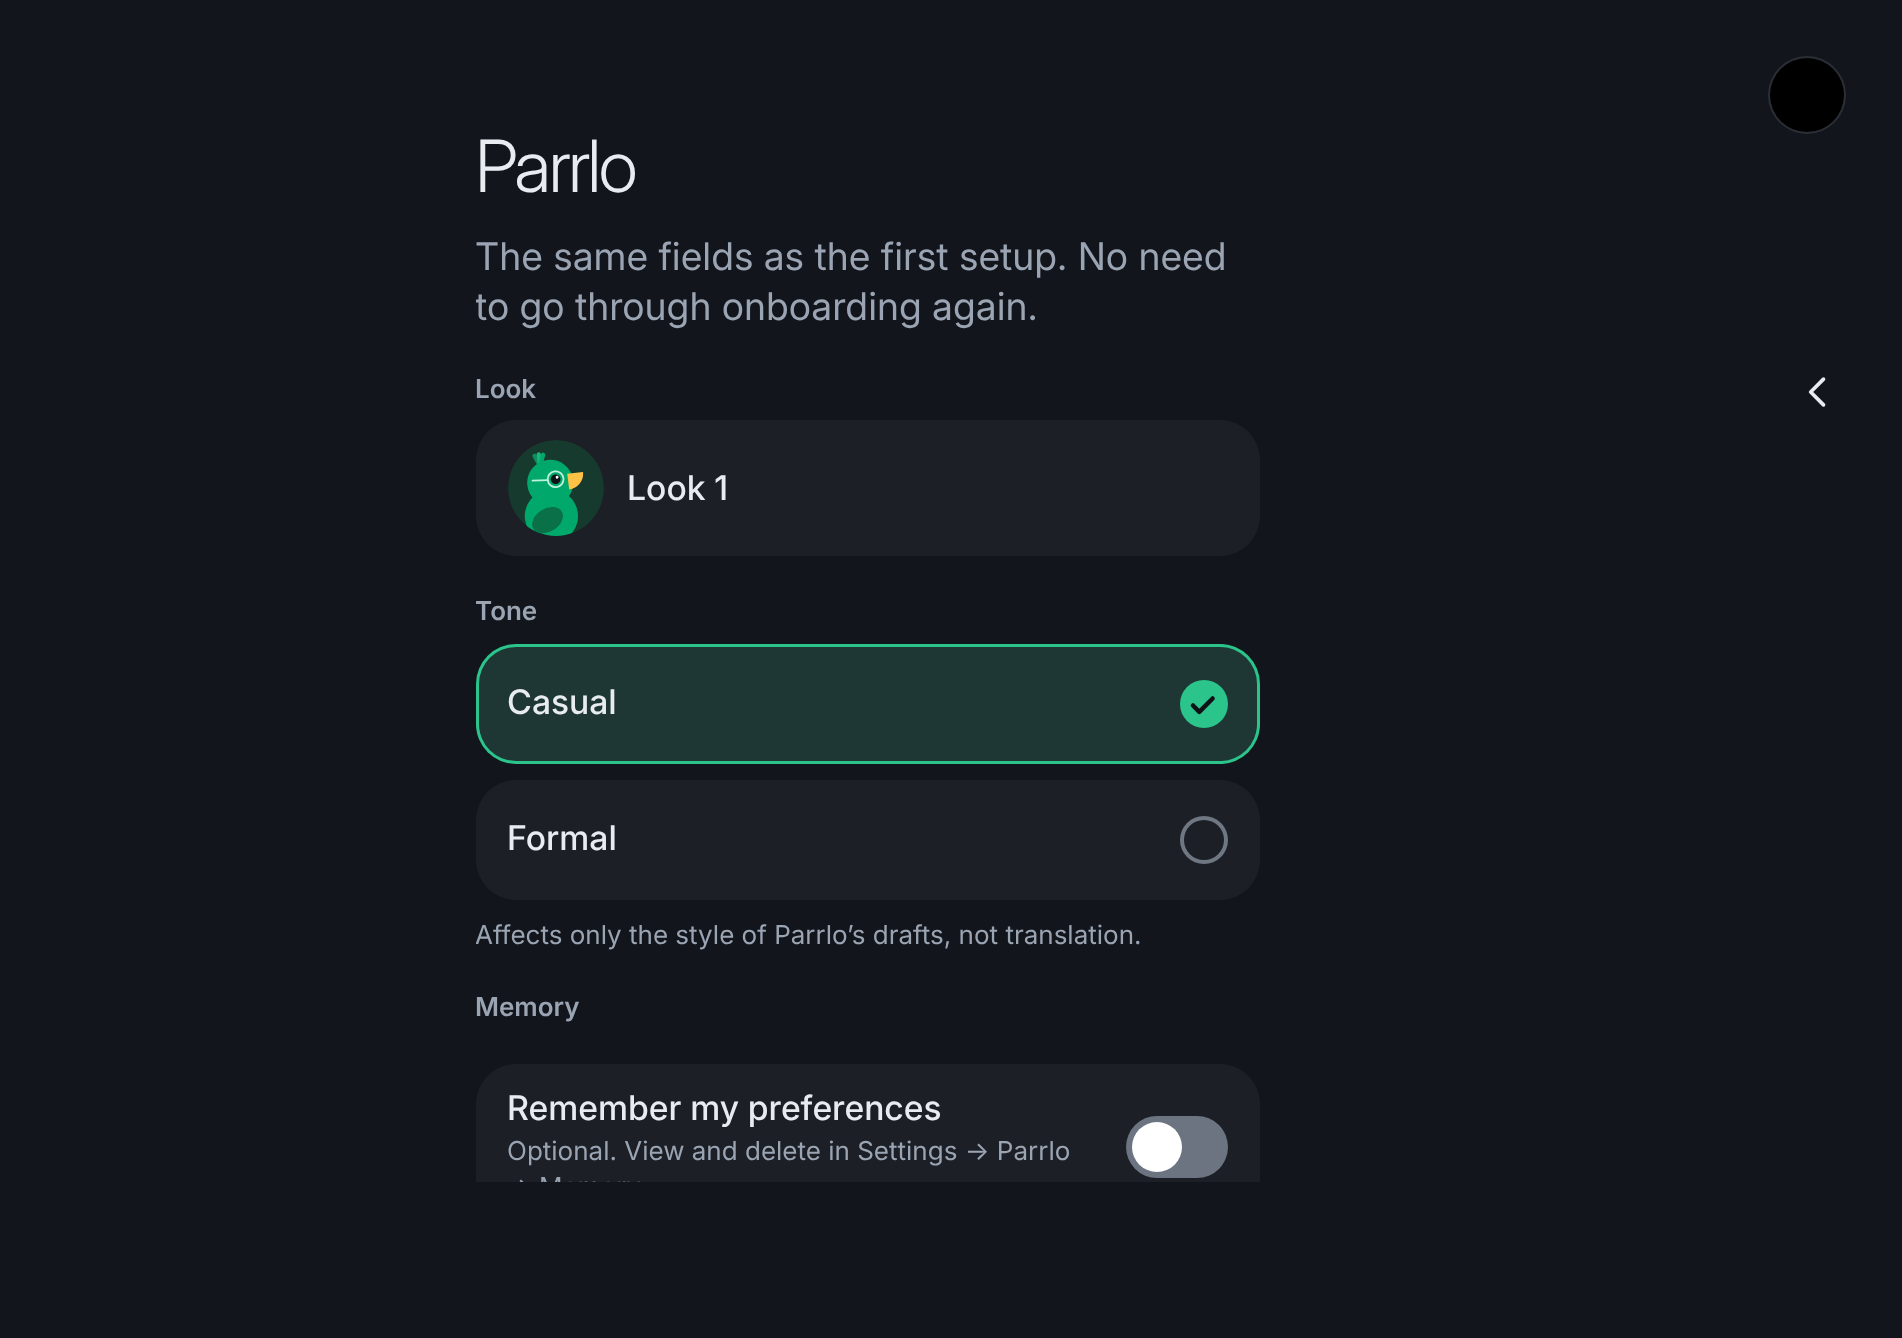 Parrlo
The same fields as the first setup. No need
to go through onboarding again.
Look
Look 1
Tone
Casual
Formal
Affects only the style of Parrlo’s drafts, not translation.
Memory
Remember my preferences
Optional. View and delete in Settings → Parrlo